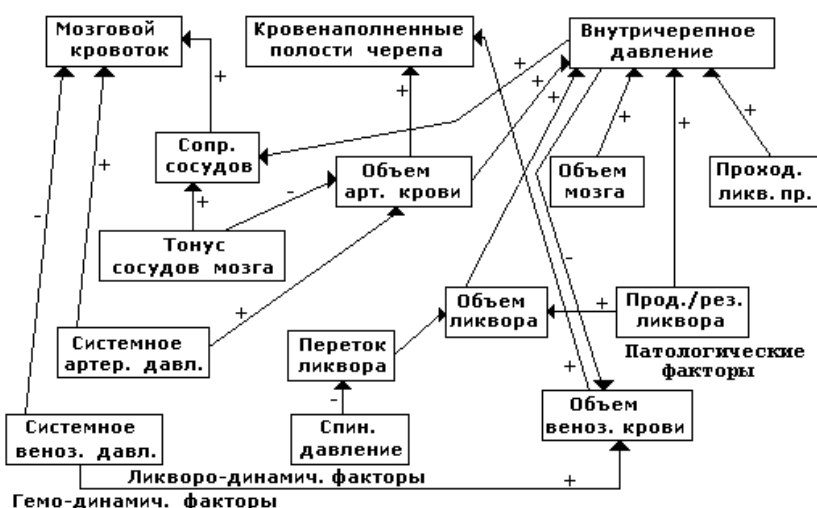 Мозговой
кровоток
Кровенаполненные
полости черепа
Внутричерепное
давление
+
+
+
+
+
+
+
+
Сопр.
сосудов
+
-
Объем
арт. крови
Объем
мозга
Проход.
ликв. пр.
-
+
-
Тонус
сосудов мозга
+
Объем
ликвора
+
Прод./рез.
ликвора
Системное
артер. давл.
Переток
ликвора
Патологические
факторы
+
-
Объем
веноз. крови
Системное
веноз. давл.
Спин.
давление
Ликворо-динамич. факторы
+
Гемо-динамич. факторы